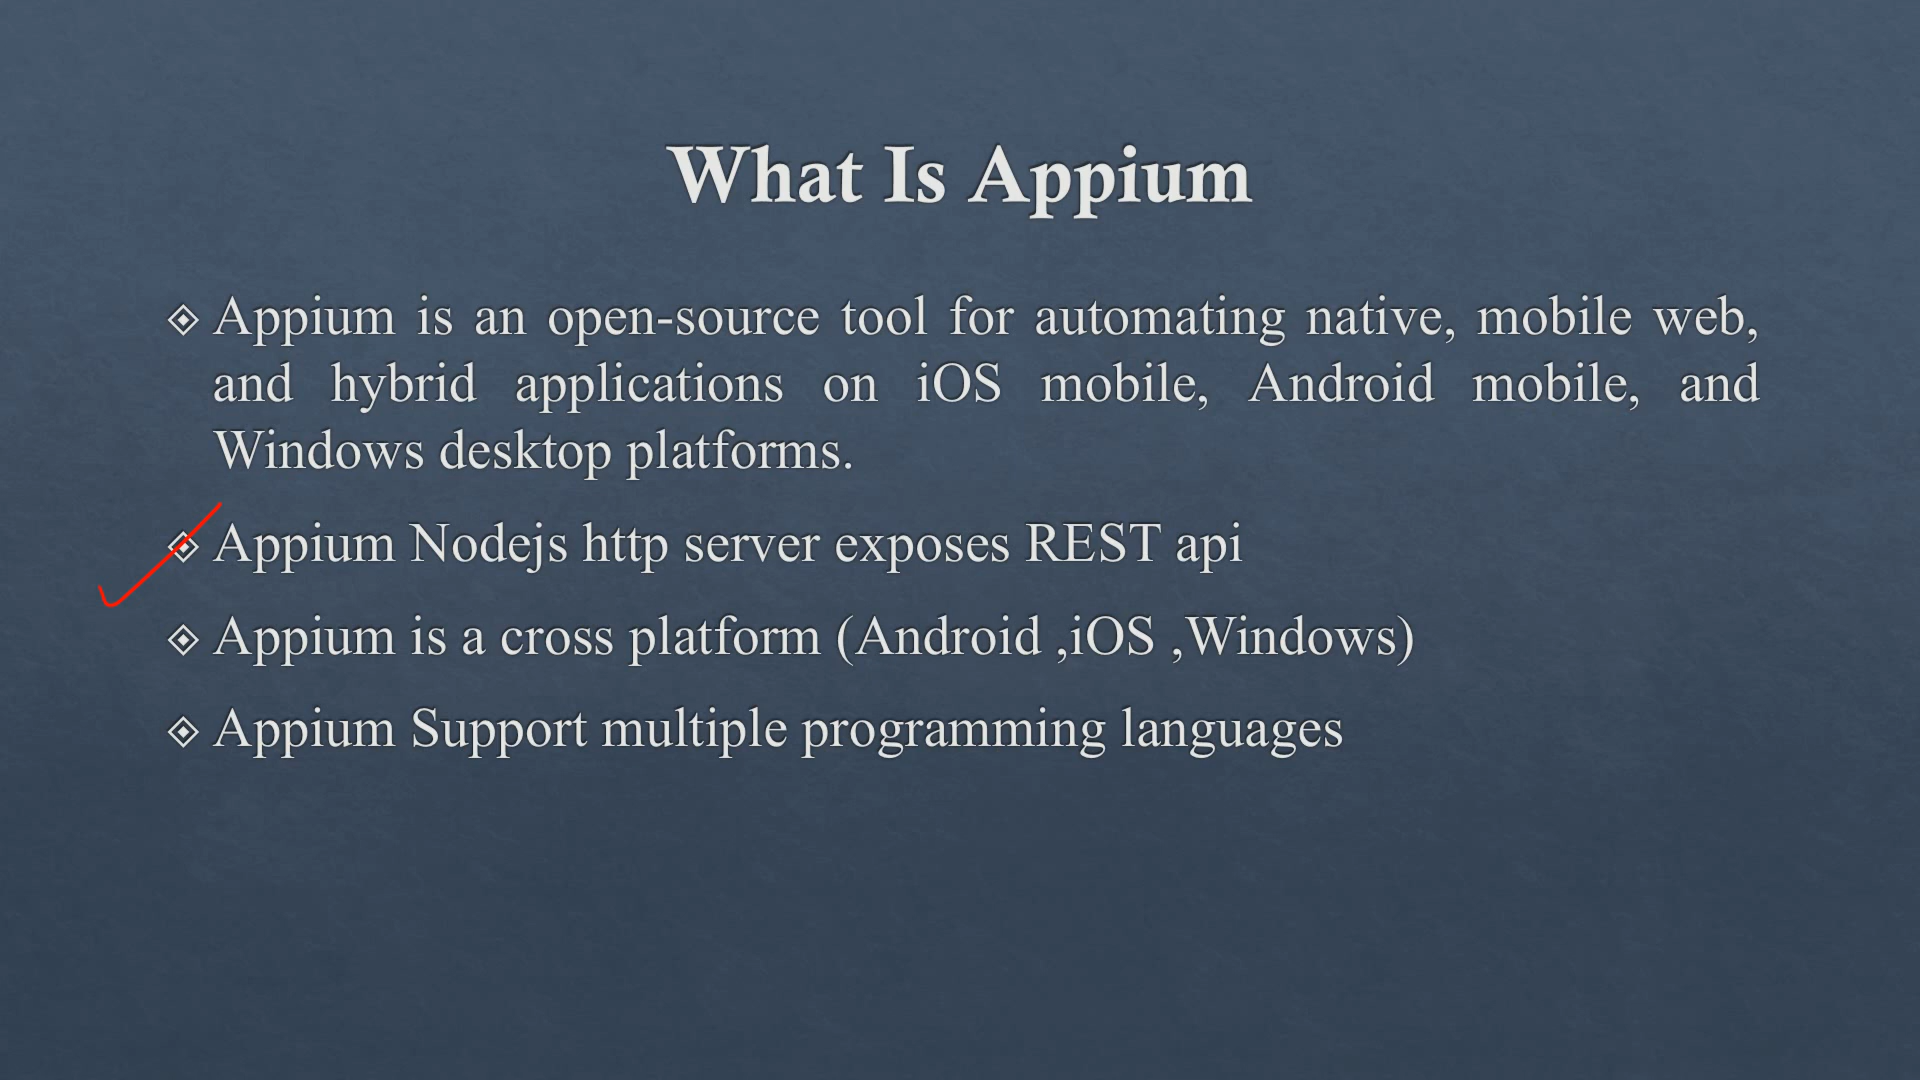 What Is Appium
Appium is an open-source tool for automating native, mobile web,
and hybrid applications on iOS mobile, Android mobile, and
Windows desktop platforms.
Appium Nodejs http server exposes REST api
Appium is a cross platform (Android ,iOS ,Windows)
Appium Support multiple programming languages